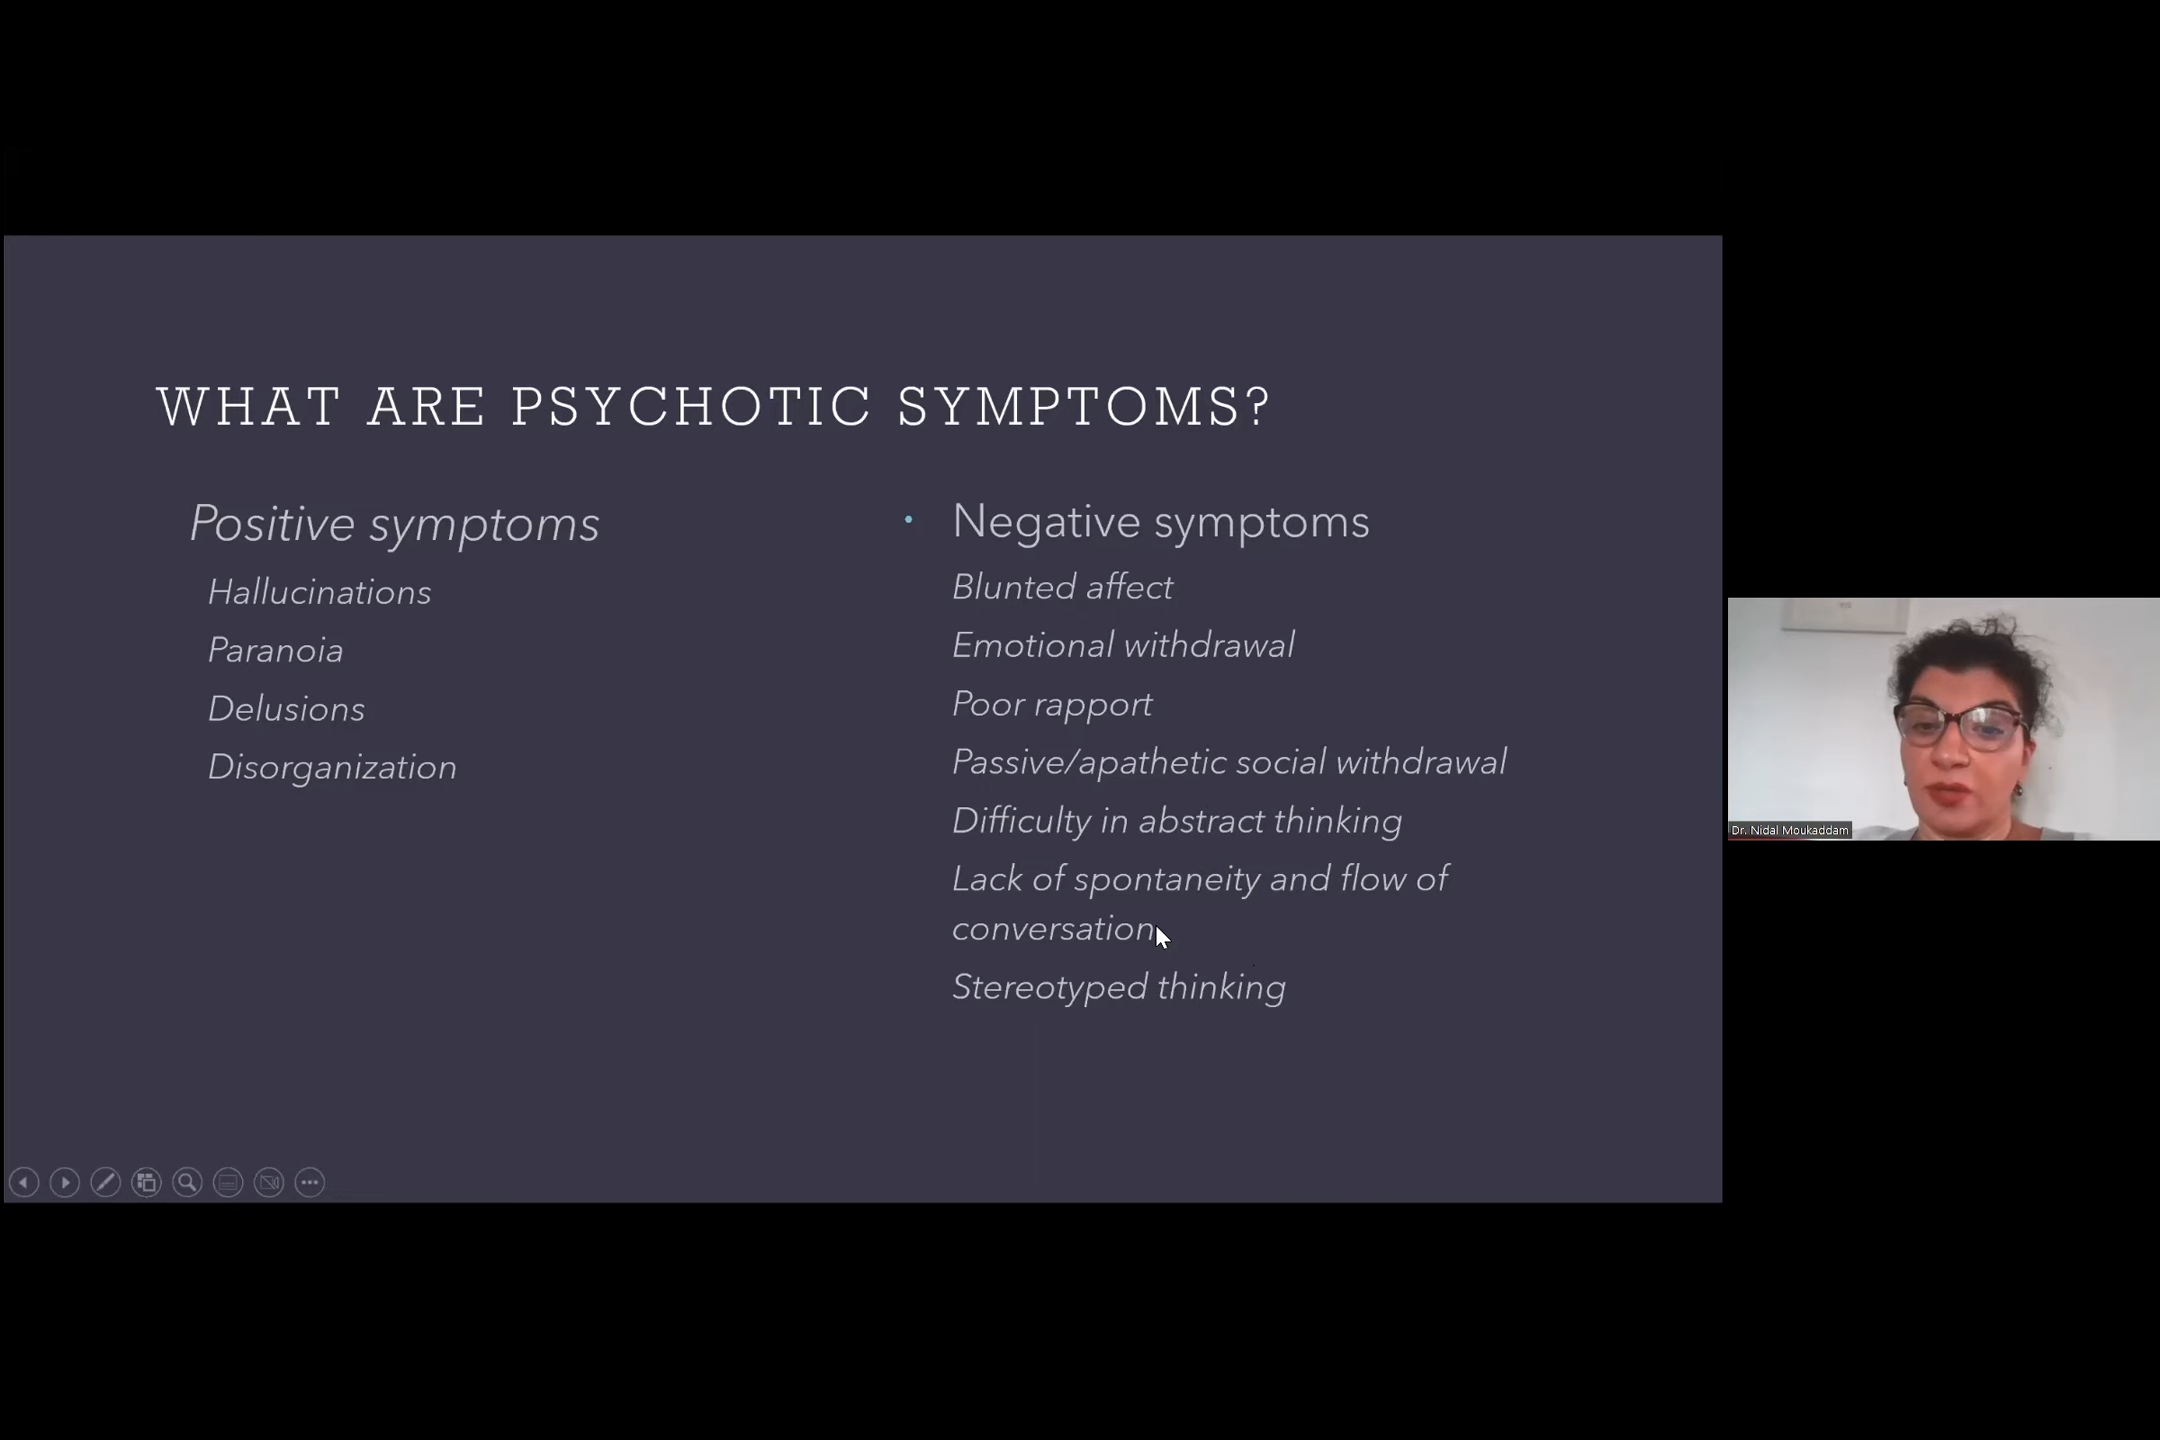 WHAT ARE PSYCHOTIC SYMPTOMS?
Positive symptoms
Hallucinations
Paranoia
Delusions
Disorganization
• Negative symptoms
Blunted affect
Emotional withdrawal
Poor rapport
Passive/apathetic social withdrawal
Difficulty in abstract thinking
Lack of spontaneity and flow of
conversation
Stereotyped thinking
Dr. Nidal Moukaddam